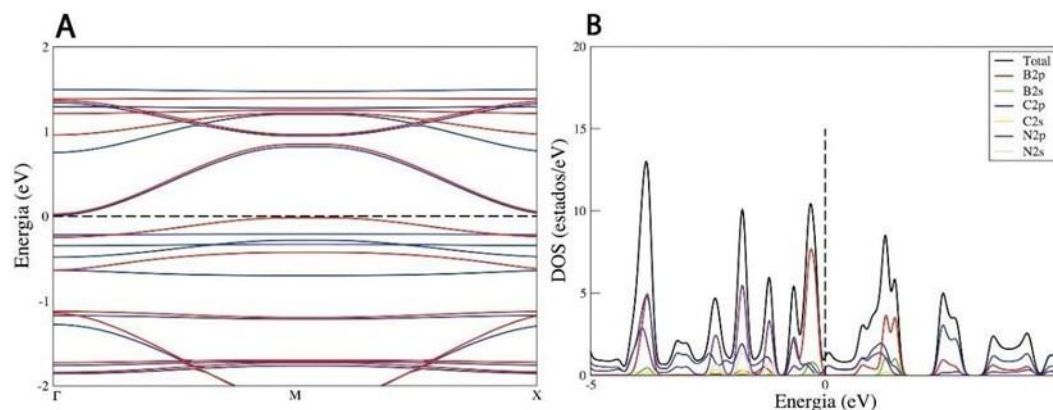 A
2
1
0
-1
-2
Energia (eV)
Γ
M
X
B
20
15
10
5
0
DOS (estados/eV)
-5
0
Energia (eV)
Total
B2p
B2s
C2p
C2s
N2p
N2s